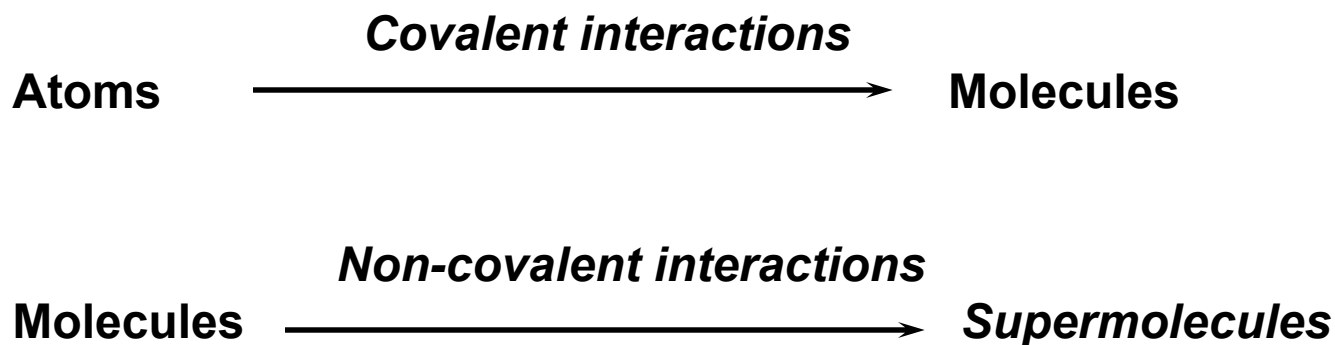 Covalent interactions
Atoms Molecules
Non-covalent interactions
Molecules Supermolecules